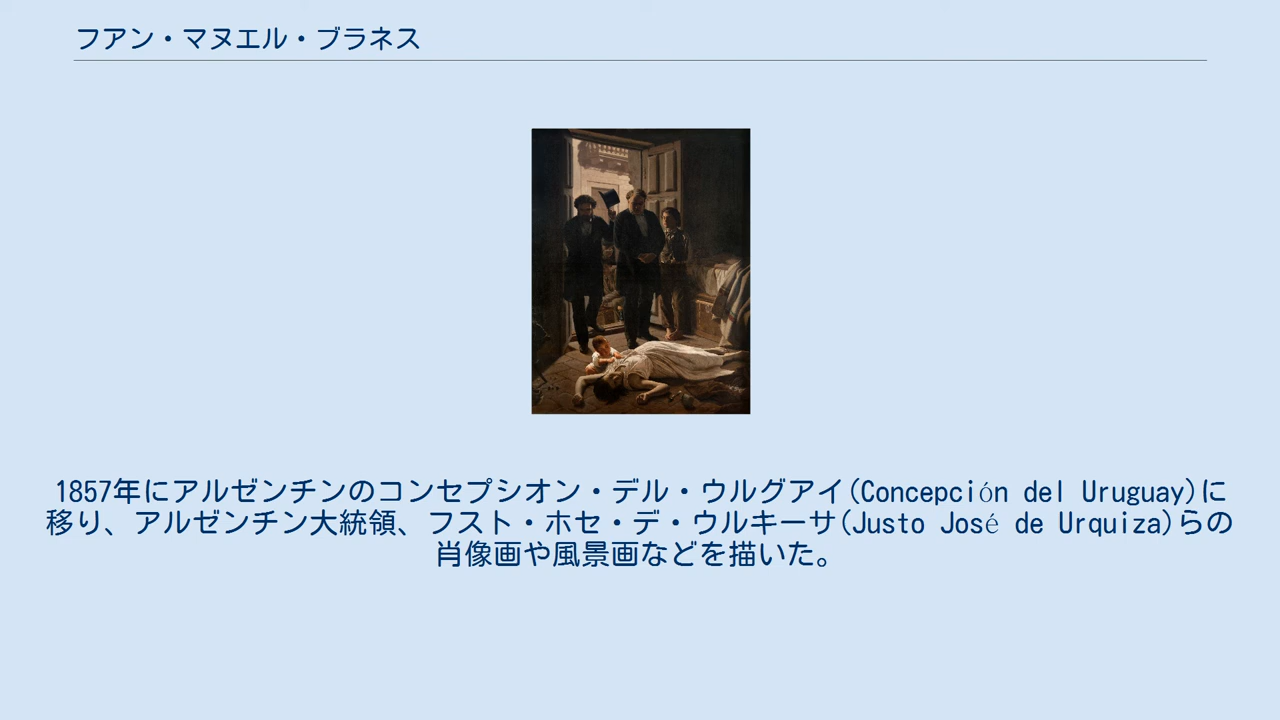 フアン・マヌエル・ブラネス
1857年にアルゼンチンのコンセプシオン・デル・ウルグアイ(Concepción del Uruguay)に
移り、アルゼンチン大統領、フスト・ホセ・デ・ウルキーサ(Justo José de Urquiza)らの
肖像画や風景画などを描いた。